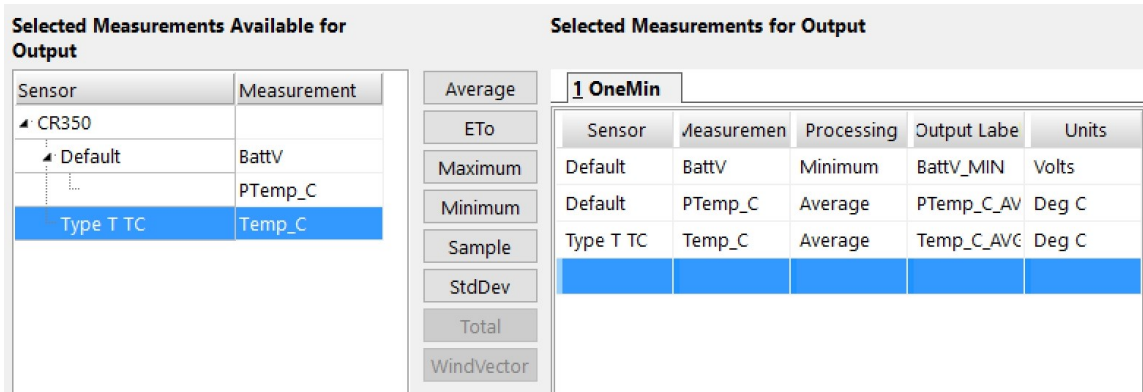 Selected Measurements Available for
Output
Sensor Measurement
CR350
Default BattV
PTemp_C
Type T TC Temp_C
Average
ETo
Maximum
Minimum
Sample
StdDev
Total
WindVector
Selected Measurements for Output
1 OneMin
Sensor Measuremen Processing Output Labe Units
Default BattV Minimum BattV_MIN Volts
Default PTemp_C Average PTemp_C_AV Deg C
Type T TC Temp_C Average Temp_C_AVG Deg C